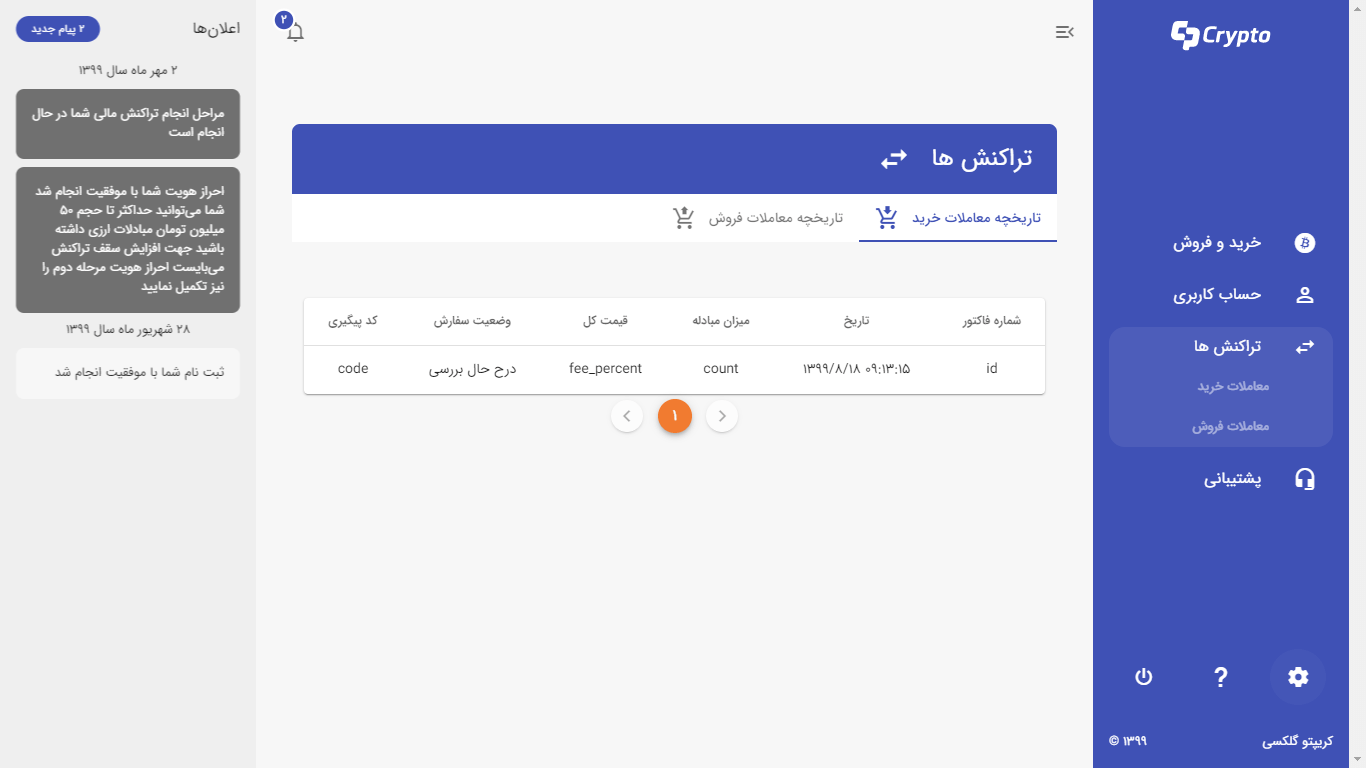 Crypto
خرید و فروش
حساب کاربری
تراکنش ها
معاملات خرید
معاملات فروش
پشتیبانی
?
کریپتو گلکسی
© ۱۳۹۹
۲
تراکنش ها
تاریخچه معاملات خرید
تاریخچه معاملات فروش
شماره فاکتور تاریخ میزان مبادله قیمت کل وضعیت سفارش کد پیگیری
id ۱۳۹۹/۸/۱۸ ۰۹:۱۳:۱۵ count fee_percent درح حال بررسی code
۱
اعلان‌ها
۲ پیام جدید
۲ مهر ماه سال ۱۳۹۹
مراحل انجام تراکنش مالی شما در حال
انجام است
احراز هویت شما با موفقیت انجام شد
شما می‌توانید حداکثر تا حجم ۵۰
میلیون تومان مبادلات ارزی داشته
باشید جهت افزایش سقف تراکنش
می‌بایست احراز هویت مرحله دوم را
نیز تکمیل نمایید
۲۸ شهریور ماه سال ۱۳۹۹
ثبت نام شما با موفقیت انجام شد